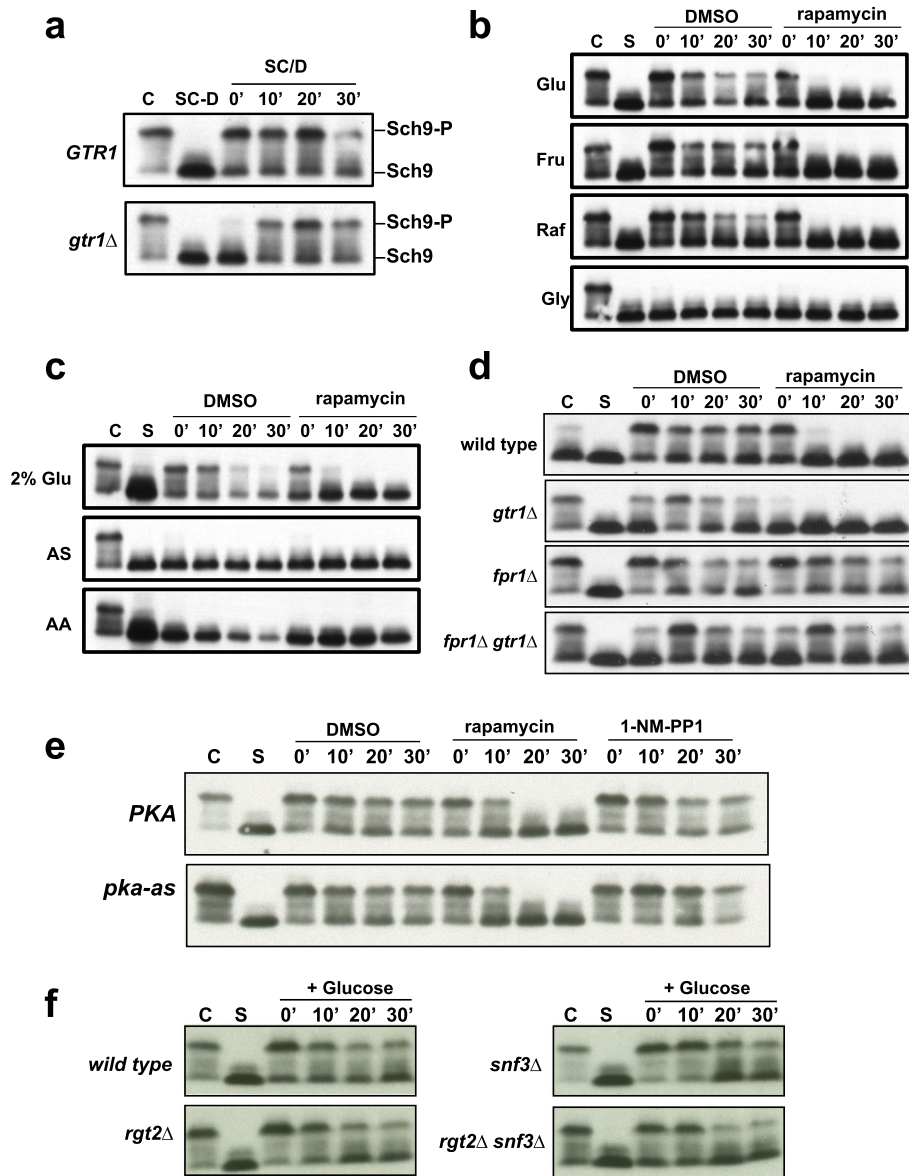 a
SC/D
C SC-D 0’ 10’ 20’ 30’
GTR1
Sch9-P
Sch9
gtr1Δ
Sch9-P
Sch9
b
DMSO rapamycin
C S 0’ 10’ 20’ 30’ 0’ 10’ 20’ 30’
Glu
Fru
Raf
Gly
c
DMSO rapamycin
C S 0’ 10’ 20’ 30’ 0’ 10’ 20’ 30’
2% Glu
AS
AA
d
DMSO rapamycin
C S 0’ 10’ 20’ 30’ 0’ 10’ 20’ 30’
wild type
gtr1Δ
fpr1Δ
fpr1Δ gtr1Δ
e
DMSO rapamycin 1-NM-PP1
C S 0’ 10’ 20’ 30’ 0’ 10’ 20’ 30’ 0’ 10’ 20’ 30’
PKA
pka-as
f
+ Glucose
C S 0’ 10’ 20’ 30’
wild type
rgt2Δ
+ Glucose
C S 0’ 10’ 20’ 30’
snf3Δ
rgt2Δ snf3Δ